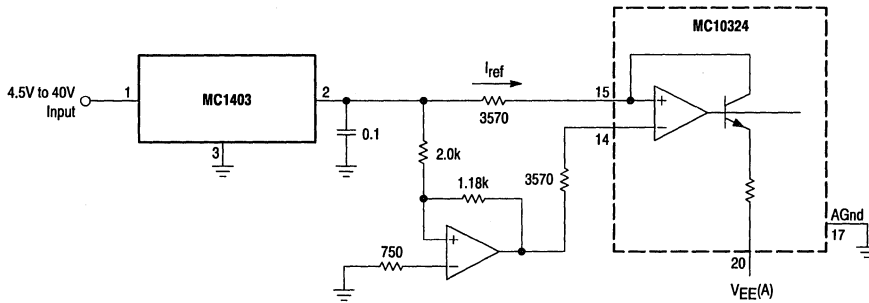 MC10324
4.5V to 40V
Input
1
MC1403
2
3
0.1
Iref
3570
15
14
2.0k
1.18k
3570
750
+
−
+
−
AGnd
17
20
VEE(A)